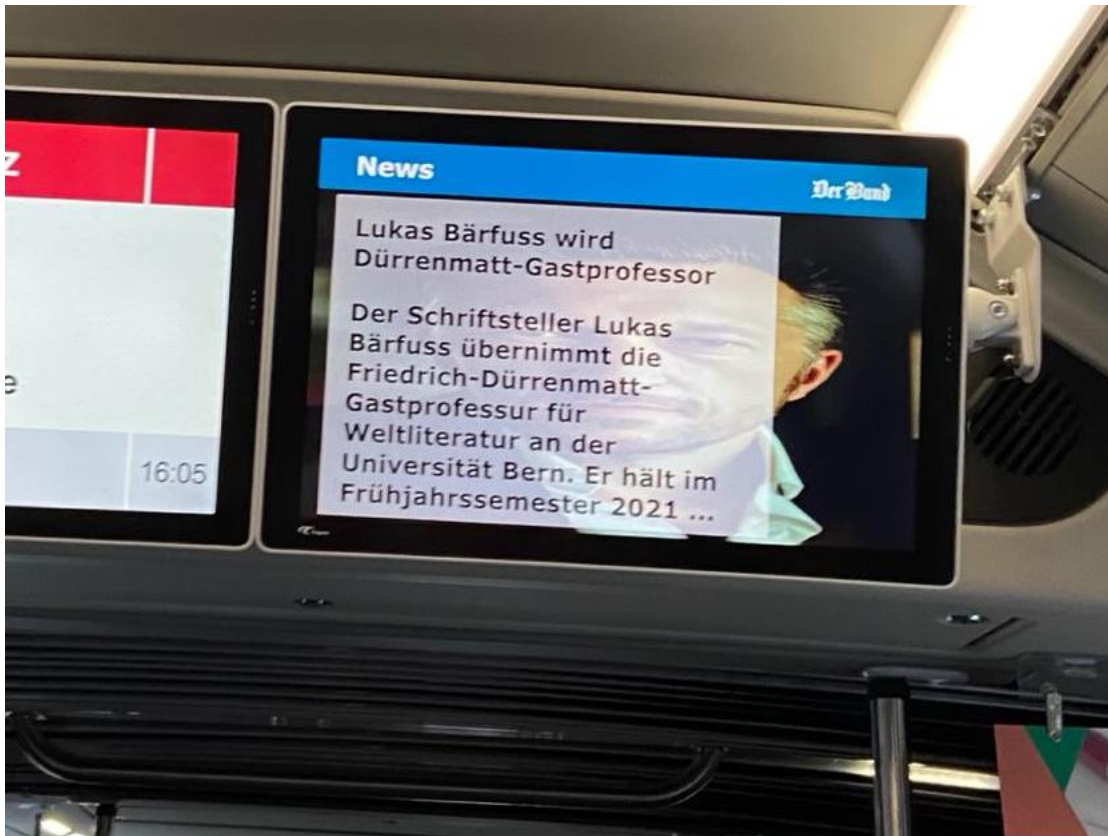 z
e
16:05
News
Der Bund
Lukas Bärfuss wird
Dürrenmatt-Gastprofessor
Der Schriftsteller Lukas
Bärfuss übernimmt die
Friedrich-Dürrenmatt-
Gastprofessur für
Weltliteratur an der
Universität Bern. Er hält im
Frühjahrssemester 2021 ...